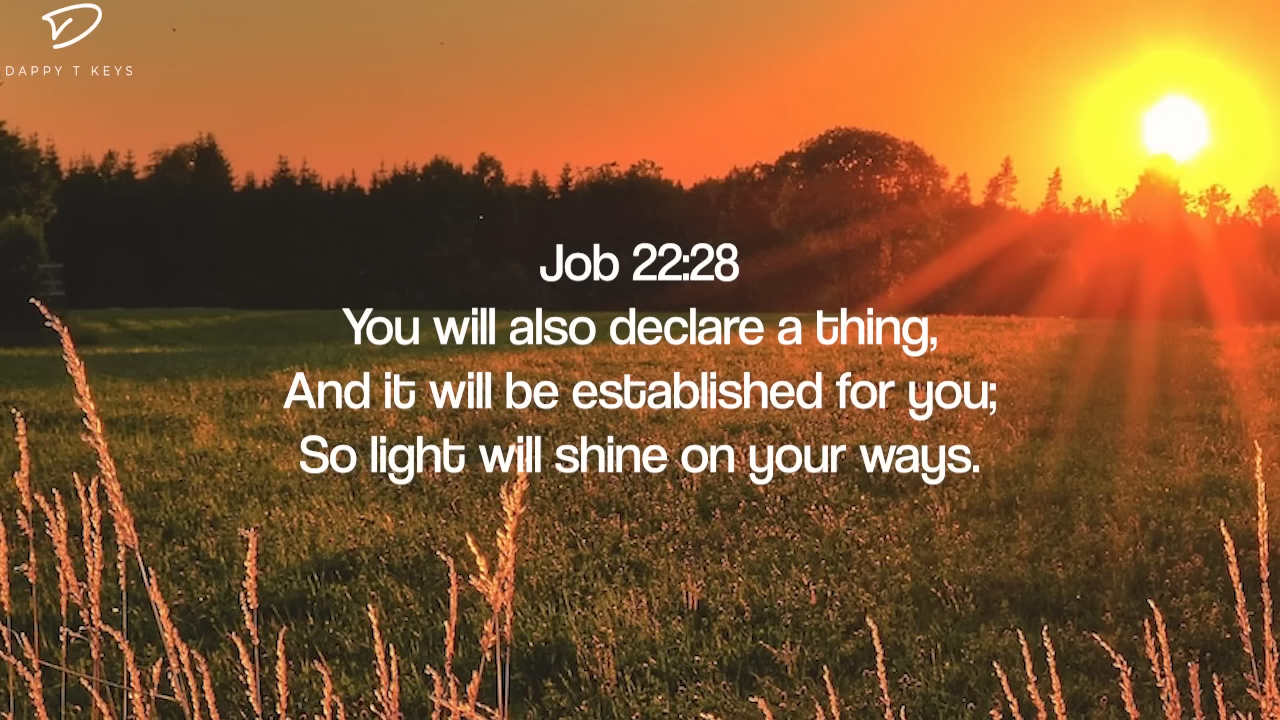 DAPPY T KEYS
Job 22:28
You will also declare a thing,
And it will be established for you;
So light will shine on your ways.